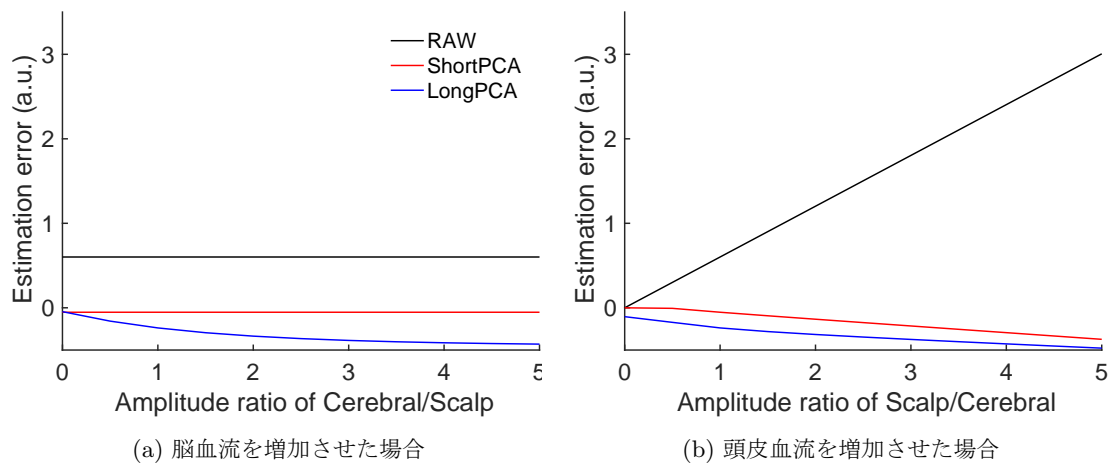 3
2
1
0
Estimation error (a.u.)
RAW
ShortPCA
LongPCA
0 1 2 3 4 5
Amplitude ratio of Cerebral/Scalp
(a) 脳血流を増加させた場合
3
2
1
0
Estimation error (a.u.)
0 1 2 3 4 5
Amplitude ratio of Scalp/Cerebral
(b) 頭皮血流を増加させた場合